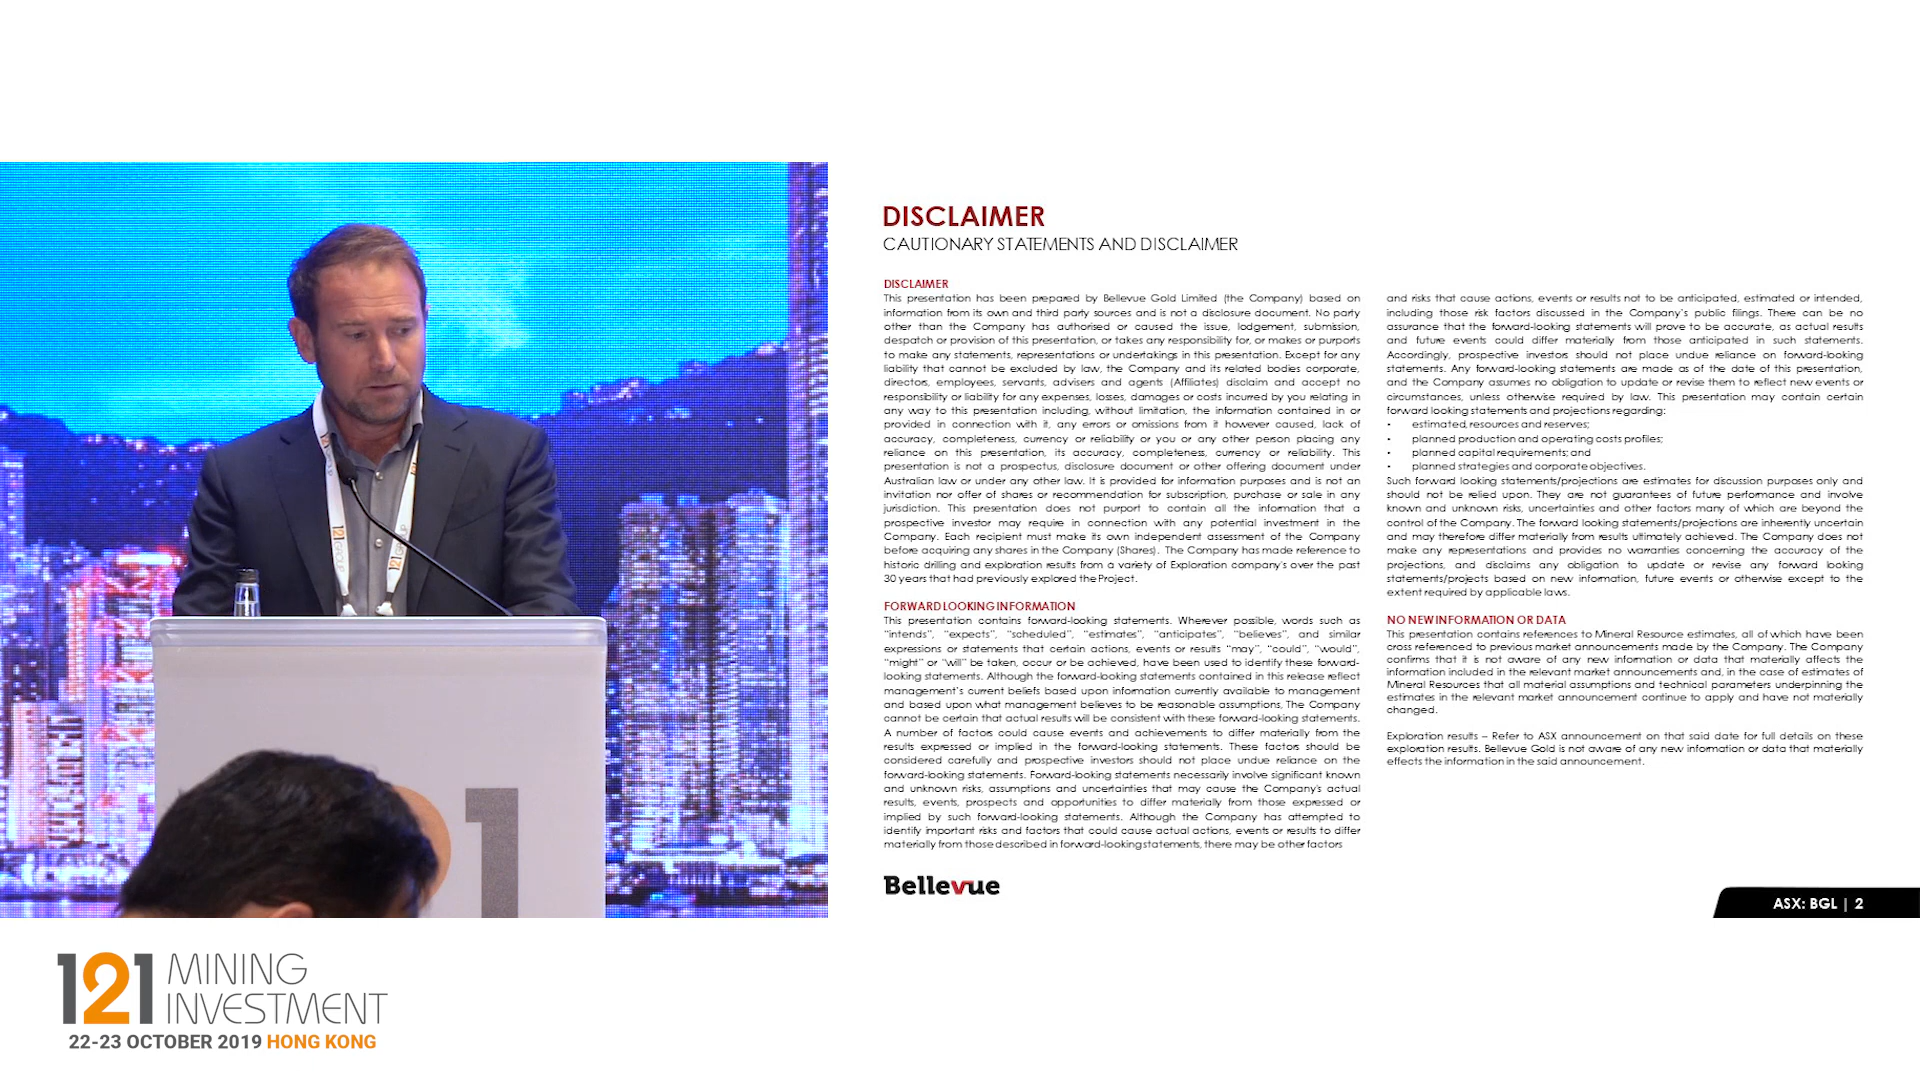 DISCLAIMER
CAUTIONARY STATEMENTS AND DISCLAIMER
DISCLAIMER
This presentation has been prepared by Bellevue Gold Limited (the Company) based on
information from its own and third party sources and is not a disclosure document. No party
other than the Company has authorised or caused the issue, lodgement, submission,
despatch or provision of this presentation, or takes any responsibility for, or makes or purports
to make any statements, representations or undertakings in this presentation. Except for any
liability that cannot be excluded by law, the Company and its related bodies corporate,
directors, employees, servants, advisers and agents (Affiliates) disclaim and accept no
responsibility or liability for any expenses, losses, damages or costs incurred by you relating in
any way to this presentation including, without limitation, the information contained in or
provided in connection with it, any errors or omissions from it however caused, lack of
accuracy, completeness, currency or reliability or you or any other person placing any
reliance on this presentation, its accuracy, completeness, currency or reliability. This
presentation is not a prospectus, disclosure document or other offering document under
Australian law or under any other law. It is provided for information purposes and is not an
invitation nor offer of shares or recommendation for subscription, purchase or sale in any
jurisdiction. This presentation does not purport to contain all the information that a
prospective investor may require in connection with any potential investment in the
Company. Each recipient must make its own independent assessment of the Company
before acquiring any shares in the Company (Shares). The Company has made reference to
historic drilling and exploration results from a variety of Exploration company's over the past
30 years that had previously explored the Project.
FORWARD LOOKING INFORMATION
This presentation contains forward-looking statements. Wherever possible, words such as
"intends", "expects", "scheduled", "estimates", "anticipates", "believes", and similar
expressions or statements that certain actions, events or results "may", "could", "would",
"might" or "will" be taken, occur or be achieved, have been used to identify these forward-
looking statements. Although the forward-looking statements contained in this release reflect
management's current beliefs based upon information currently available to management
and based upon what management believes to be reasonable assumptions, The Company
cannot be certain that actual results will be consistent with these forward-looking statements.
A number of factors could cause events and achievements to differ materially from the
results expressed or implied in the forward-looking statements. These factors should be
considered carefully and prospective investors should not place undue reliance on the
forward-looking statements. Forward-looking statements necessarily involve significant known
and unknown risks, assumptions and uncertainties that may cause the Company's actual
results, events, prospects and opportunities to differ materially from those expressed or
implied by such forward-looking statements. Although the Company has attempted to
identify important risks and factors that could cause actual actions, events or results to differ
materially from those described in forward-looking statements, there may be other factors
and risks that cause actions, events or results not to be anticipated, estimated or intended,
including those risk factors discussed in the Company's public filings. There can be no
assurance that the forward-looking statements will prove to be accurate, as actual results
and future events could differ materially from those anticipated in such statements.
Accordingly, prospective investors should not place undue reliance on forward-looking
statements. Any forward-looking statements are made as of the date of this presentation,
and the Company assumes no obligation to update or revise them to reflect new events or
circumstances, unless otherwise required by law. This presentation may contain certain
forward looking statements and projections regarding:
• estimated, resources and reserves;
• planned production and operating costs profiles;
• planned capital requirements; and
• planned strategies and corporate objectives.
Such forward looking statements/projections are estimates for discussion purposes only and
should not be relied upon. They are not guarantees of future performance and involve
known and unknown risks, uncertainties and other factors many of which are beyond the
control of the Company. The forward looking statements/projections are inherently uncertain
and may therefore differ materially from results ultimately achieved. The Company does not
make any representations and provides no warranties concerning the accuracy of the
projections, and disclaims any obligation to update or revise any forward looking
statements/projects based on new information, future events or otherwise except to the
extent required by applicable laws.
NO NEW INFORMATION OR DATA
This presentation contains references to Mineral Resource estimates, all of which have been
cross referenced to previous market announcements made by the Company. The Company
confirms that it is not aware of any new information or data that materially affects the
information included in the relevant market announcements and, in the case of estimates of
Mineral Resources that all material assumptions and technical parameters underpinning the
estimates in the relevant market announcement continue to apply and have not materially
changed.
Exploration results – Refer to ASX announcement on that said date for full details on these
exploration results. Bellevue Gold is not aware of any new information or data that materially
effects the information in the said announcement.
Bellevue
ASX: BGL | 2
121 GROUP
121 MINING
INVESTMENT
22-23 OCTOBER 2019 HONG KONG